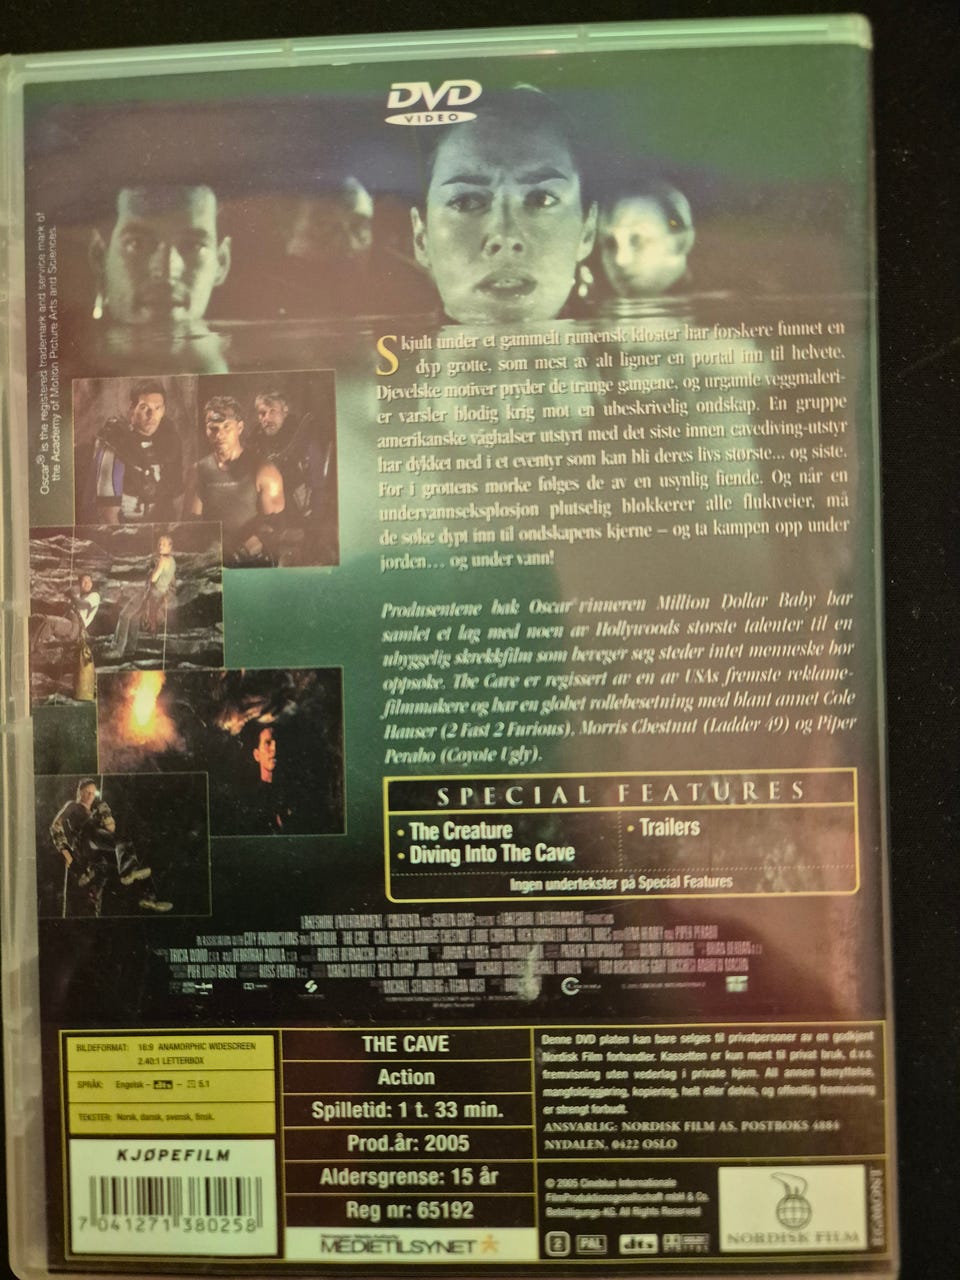 DVD
VIDEO
Oscar® is the registered trademark and service mark of
the Academy of Motion Picture Arts and Sciences.
Skjult under et gammelt rumensk kloster har forskere funnet en
dyp grotte, som mest av alt ligner en portal inn til helvete.
Djevelske motiver pryder de trange gangene, og urgamle veggmaleri-
er varsler blodig krig mot en ubeskrivelig ondskap. En gruppe
amerikanske våghalser utstyrt med det siste innen cavediving-utstyr
har dykket ned i et eventyr som kan bli deres livs største... og siste.
For i grottens mørke følges de av en usynlig fiende. Og når en
undervannseksplosjon plutselig blokkerer alle fluktveier, må
de søke dypt inn til ondskapens kjerne – og ta kampen opp under
jorden... og under vann!
Produsentene bak Oscar®vinneren Million Dollar Baby har
samlet et lag med noen av Hollywoods største talenter til en
uhyggelig skrekkfilm som beveger seg steder intet menneske bør
oppsøke. The Cave er regissert av en av USAs fremste reklame-
filmmakere og har en globet rollebesetning med blant annet Cole
Hauser (2 Fast 2 Furious), Morris Chestnut (Ladder 49) og Piper
Perabo (Coyote Ugly).
SPECIAL FEATURES
• The Creature
• Diving Into The Cave
• Trailers
Ingen undertekster på Special Features
LAKESHORE ENTERTAINMENT
THE CAVE
PIPER PERABO
BILDEFORMAT: 16:9 ANAMORPHIC WIDESCREEN
2.40:1 LETTERBOX
SPRÅK: Engelsk – dts – 5.1
TEKSTER: Norsk, dansk, svensk, finsk.
KJØPEFILM
7 041271 380258
THE CAVE
Action
Spilletid: 1 t. 33 min.
Prod.år: 2005
Aldersgrense: 15 år
Reg nr: 65192
MEDIETILSYNET
Denne DVD platen kan bare selges til privatpersoner av en godkjent
Nordisk Film forhandler. Kassetten er kun ment til privat bruk, d.v.s.
fremvisning uten vederlag i private hjem. All annen benyttelse,
mangfoldiggjøring, kopiering, helt eller delvis, og offentlig fremvisning
er strengt forbudt.
ANSVARLIG: NORDISK FILM AS, POSTBOKS 4884
NYDALEN, 0422 OSLO
© 2005 Cineblue Internationale
FilmProduktionsgesellschaft mbH & Co.
Beteiligungs-KG. All Rights Reserved
2 PAL dts DOLBY DIGITAL
NORDISK FILM